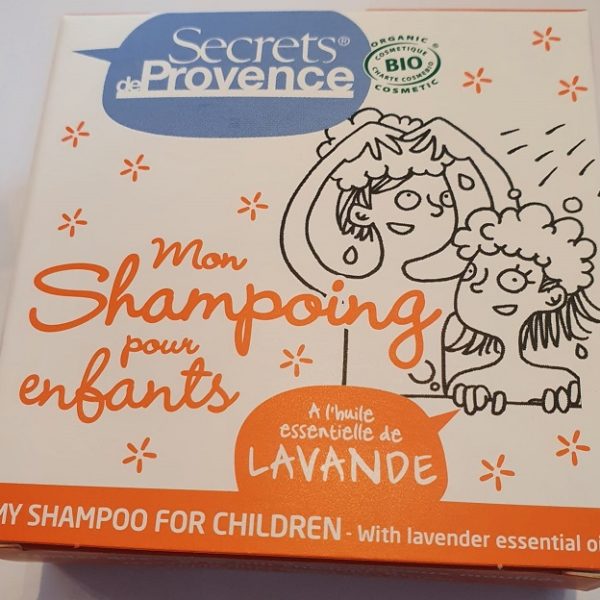 Secrets®
de Provence
ORGANIC
COSMETIQUE
BIO
CHARTE COSMEBIO
COSMETIC
Mon
Shampoing
pour
enfants
A l'huile
essentielle de
LAVANDE
MY SHAMPOO FOR CHILDREN - With lavender essential oi